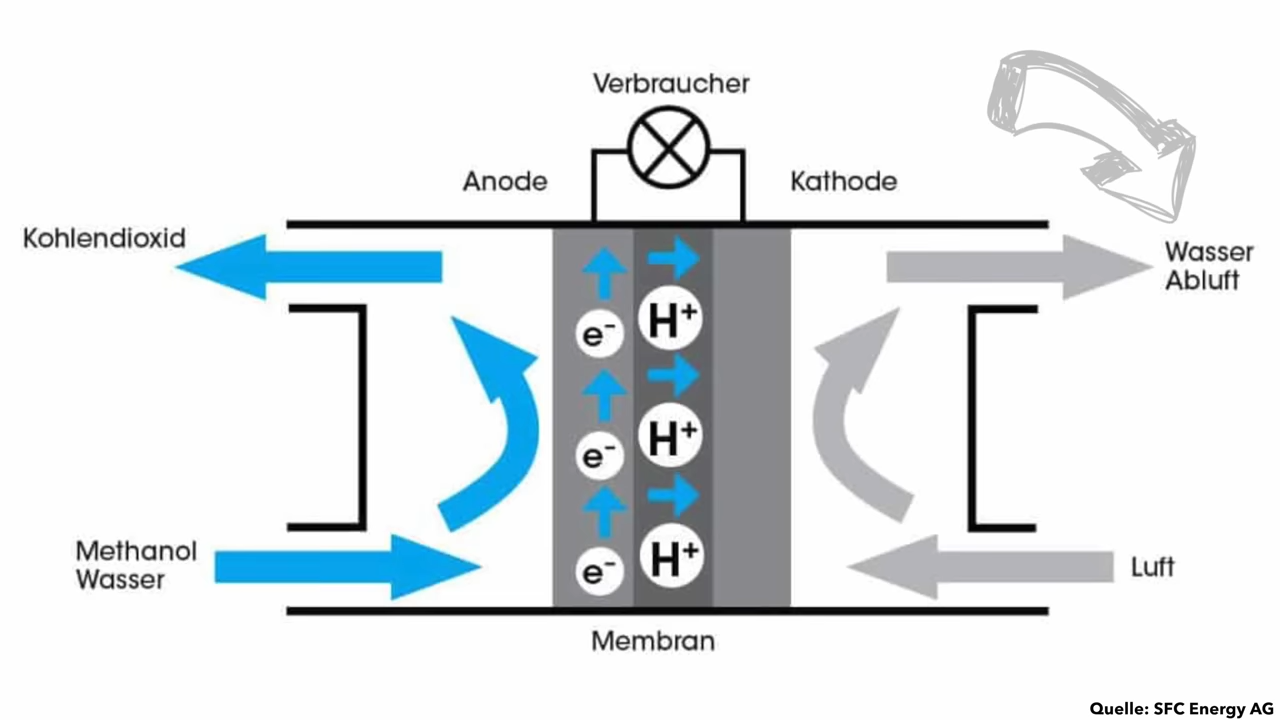 Verbraucher
Anode
Kathode
Kohlendioxid
Wasser
Abluft
e⁻
H⁺
e⁻
H⁺
e⁻
H⁺
Methanol
Wasser
Luft
Membran
Quelle: SFC Energy AG